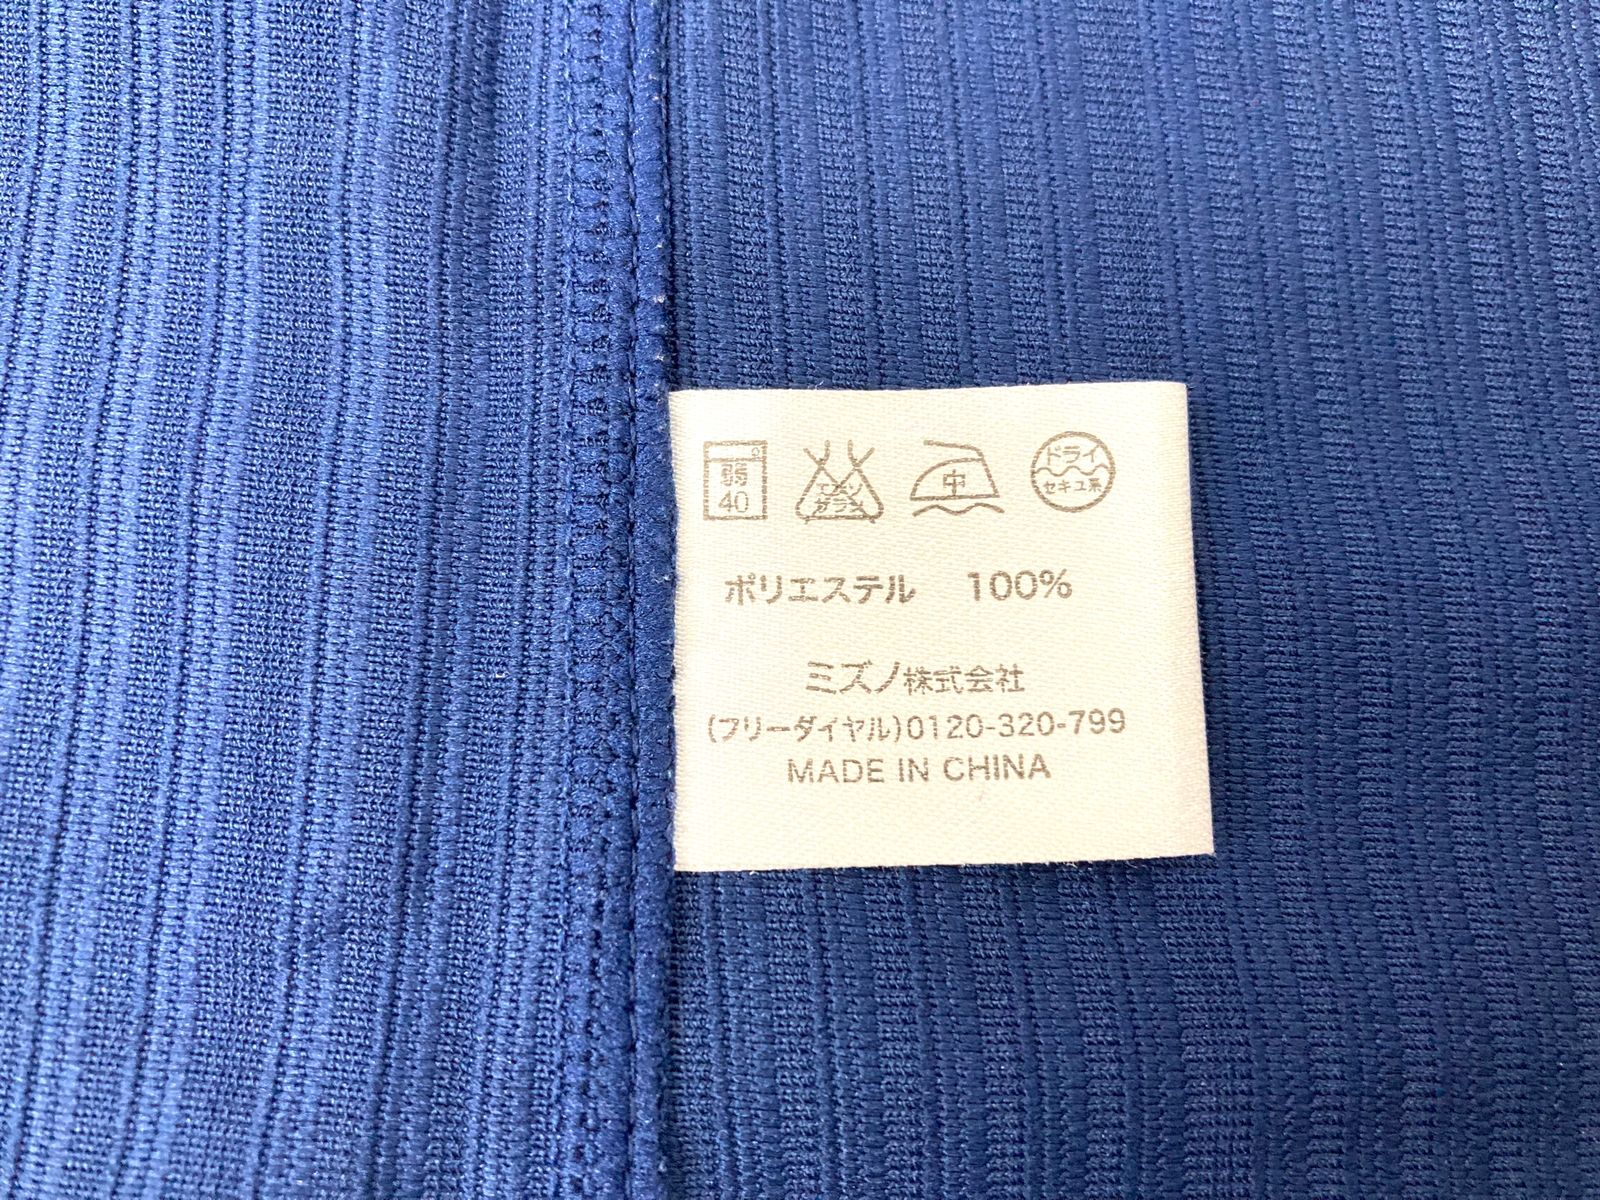 弱 40 エンソサラシ 中 ドライ セキユ系
ポリエステル 100%
ミズノ株式会社
(フリーダイヤル)0120-320-799
MADE IN CHINA